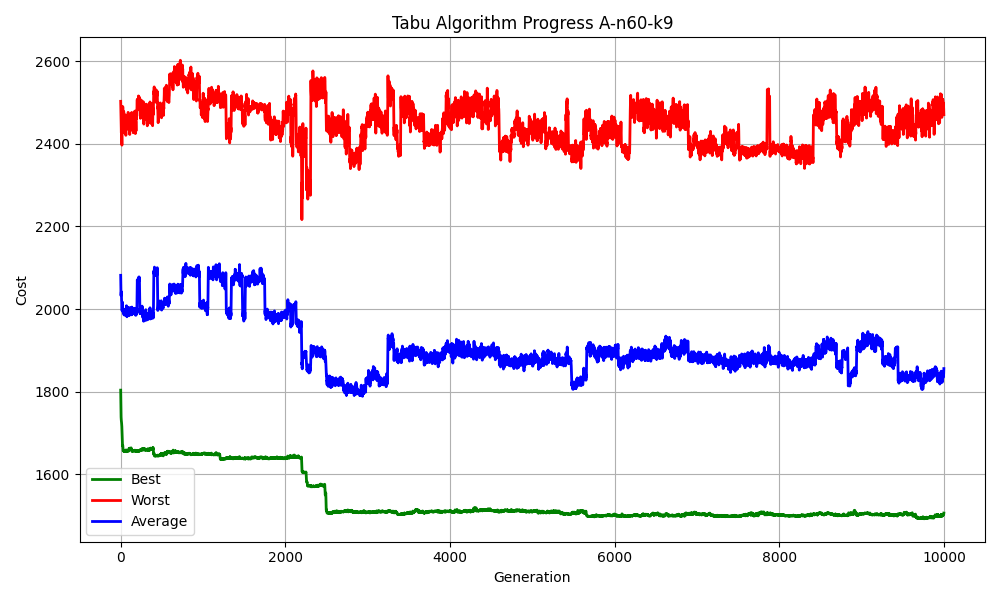 Tabu Algorithm Progress A-n60-k9
Cost
2600
2400
2200
2000
1800
1600
Best
Worst
Average
0 2000 4000 6000 8000 10000
Generation